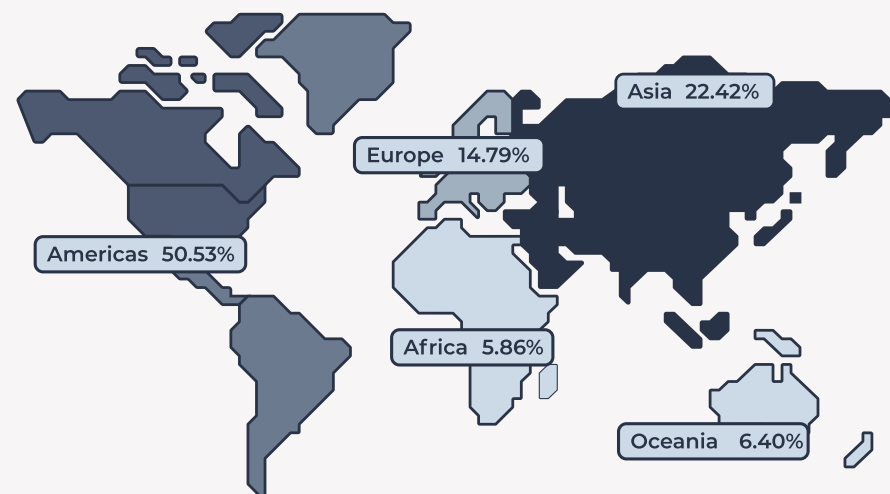 Asia 22.42%
Europe 14.79%
Americas 50.53%
Africa 5.86%
Oceania 6.40%